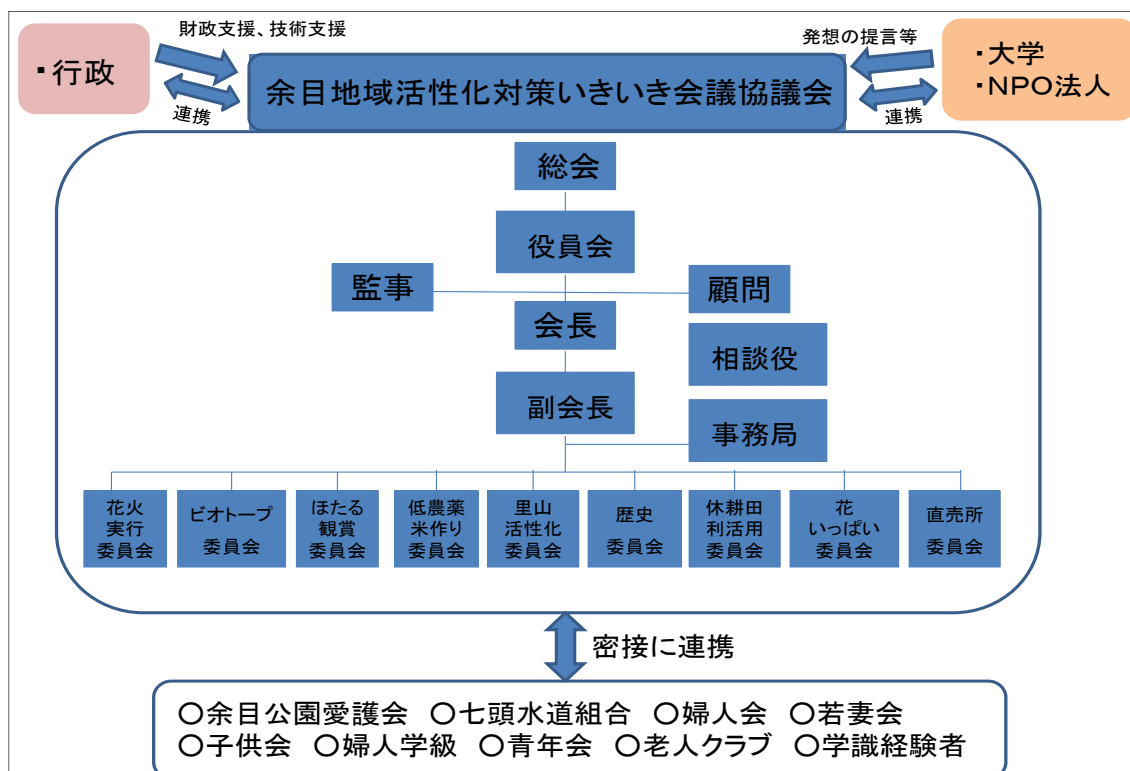 財政支援、技術支援
発想の提言等
・行政
・大学
・NPO法人
余目地域活性化対策いきいき会議協議会
連携
連携
総会
役員会
監事
顧問
会長
相談役
副会長
事務局
花火
実行
委員会
ビオトープ
委員会
ほたる
観賞
委員会
低農薬
米作り
委員会
里山
活性化
委員会
歴史
委員会
休耕田
利活用
委員会
花
いっぱい
委員会
直売所
委員会
密接に連携
○余目公園愛護会 ○七頭水道組合 ○婦人会 ○若妻会
○子供会 ○婦人学級 ○青年会 ○老人クラブ ○学識経験者